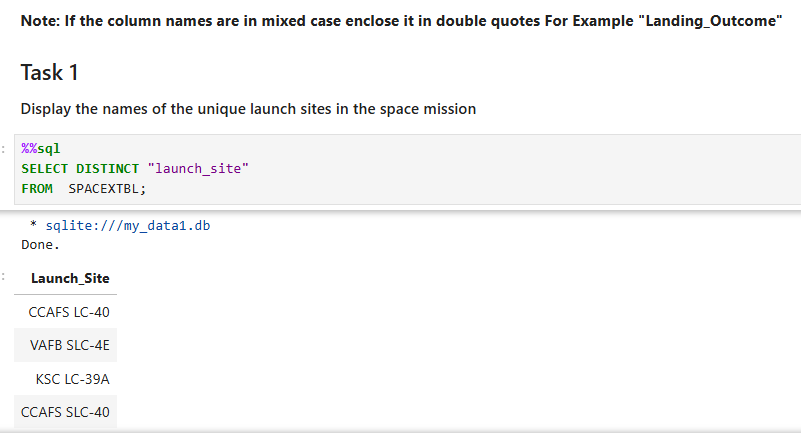 Note: If the column names are in mixed case enclose it in double quotes For Example "Landing_Outcome"
Task 1
Display the names of the unique launch sites in the space mission
:
%%sql
SELECT DISTINCT "launch_site"
FROM  SPACEXTBL;
* sqlite:///my_data1.db
Done.
:
Launch_Site
CCAFS LC-40
VAFB SLC-4E
KSC LC-39A
CCAFS SLC-40